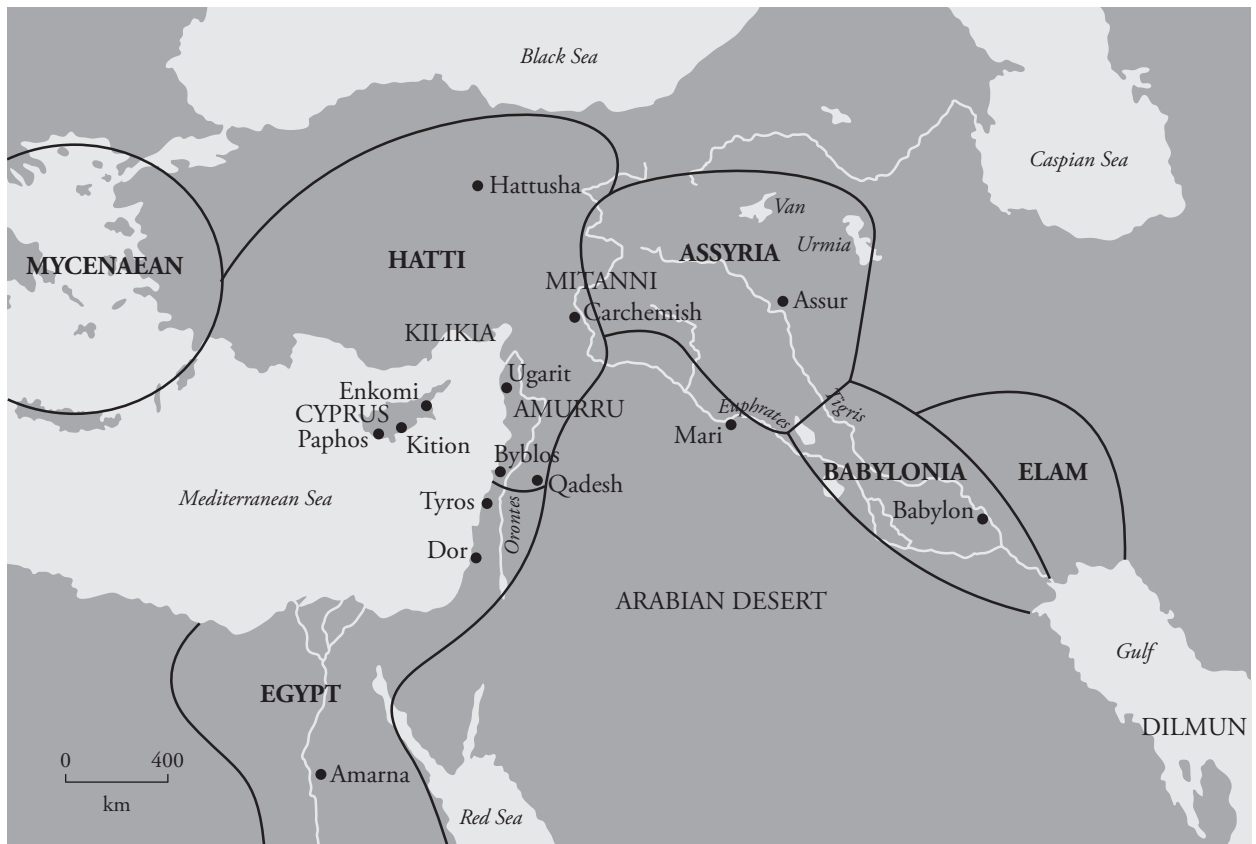 Black Sea
Caspian Sea
Hattusha
Van
Urmia
MYCENAEAN
HATTI
ASSYRIA
MITANNI
Assur
Carchemish
KILIKIA
Ugarit
Enkomi
CYPRUS
AMURRU
Euphrates
Tigris
Paphos
Kition
Mari
Byblos
BABYLONIA
ELAM
Qadesh
Mediterranean Sea
Tyros
Orontes
Babylon
Dor
ARABIAN DESERT
Gulf
EGYPT
DILMUN
0 400
km
Amarna
Red Sea